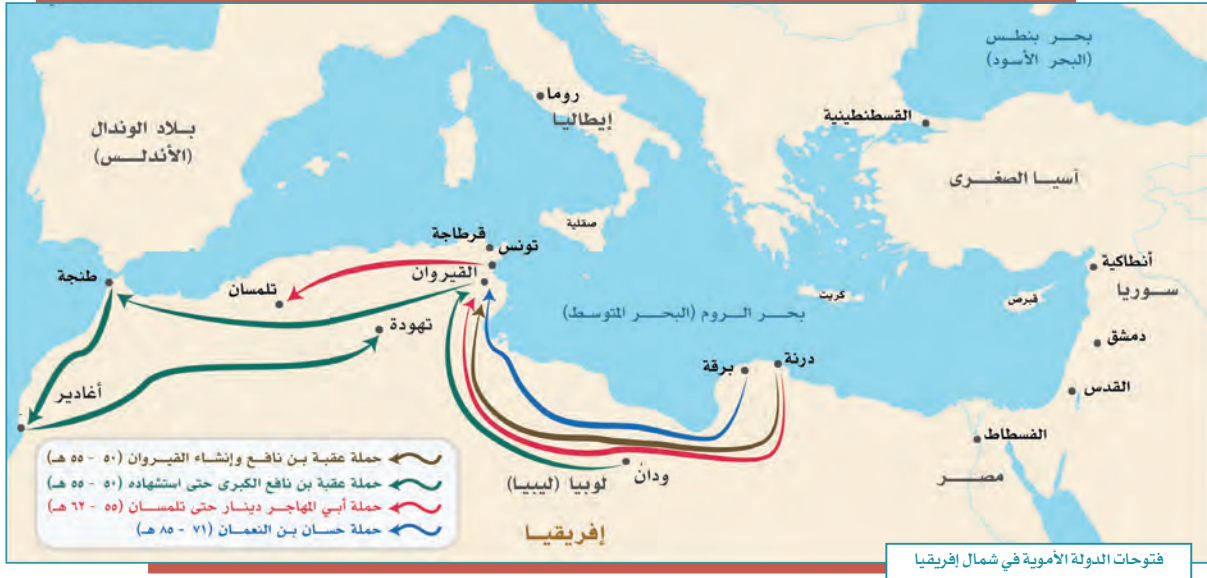 بحر بنطس
(البحر الأسود)
روما
إيطاليا
القسطنطينية
بلاد الوندال
(الأندلس)
آسيا الصغرى
صقلية
قرطاجة
تونس
أنطاكية
سوريا
طنجة
القيروان
تلمسان
كريت
قبرص
بحر الروم (البحر المتوسط)
تهودة
دمشق
درنة
برقة
القدس
أغادير
الفسطاط
ودان
مصر
لوبيا (ليبيا)
إفريقيا
حملة عقبة بن نافع وإنشاء القيروان (٥٠ - ٥٥ هـ)
حملة عقبة بن نافع الكبرى حتى استشهاده (٥٠ - ٥٥ هـ)
حملة أبي المهاجر دينار حتى تلمسان (٥٥ - ٦٢ هـ)
حملة حسان بن النعمان (٧١ - ٨٥ هـ)
فتوحات الدولة الأموية في شمال إفريقيا